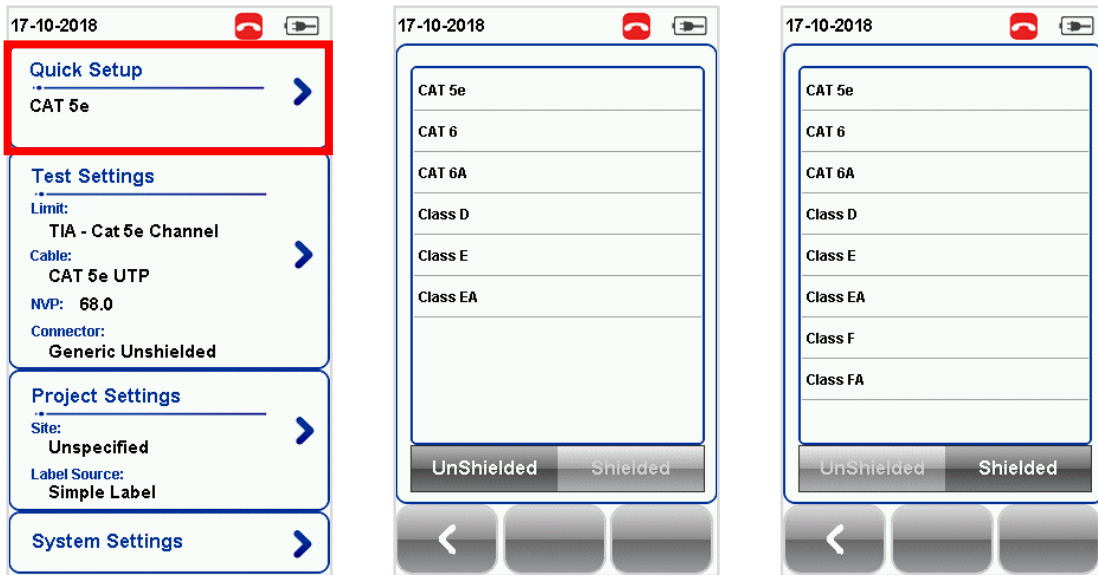 17-10-2018
Quick Setup
CAT 5e
Test Settings
Limit:
TIA - Cat 5e Channel
Cable:
CAT 5e UTP
NVP: 68.0
Connector:
Generic Unshielded
Project Settings
Site:
Unspecified
Label Source:
Simple Label
System Settings
17-10-2018
CAT 5e
CAT 6
CAT 6A
Class D
Class E
Class EA
UnShielded Shielded
17-10-2018
CAT 5e
CAT 6
CAT 6A
Class D
Class E
Class EA
Class F
Class FA
UnShielded Shielded